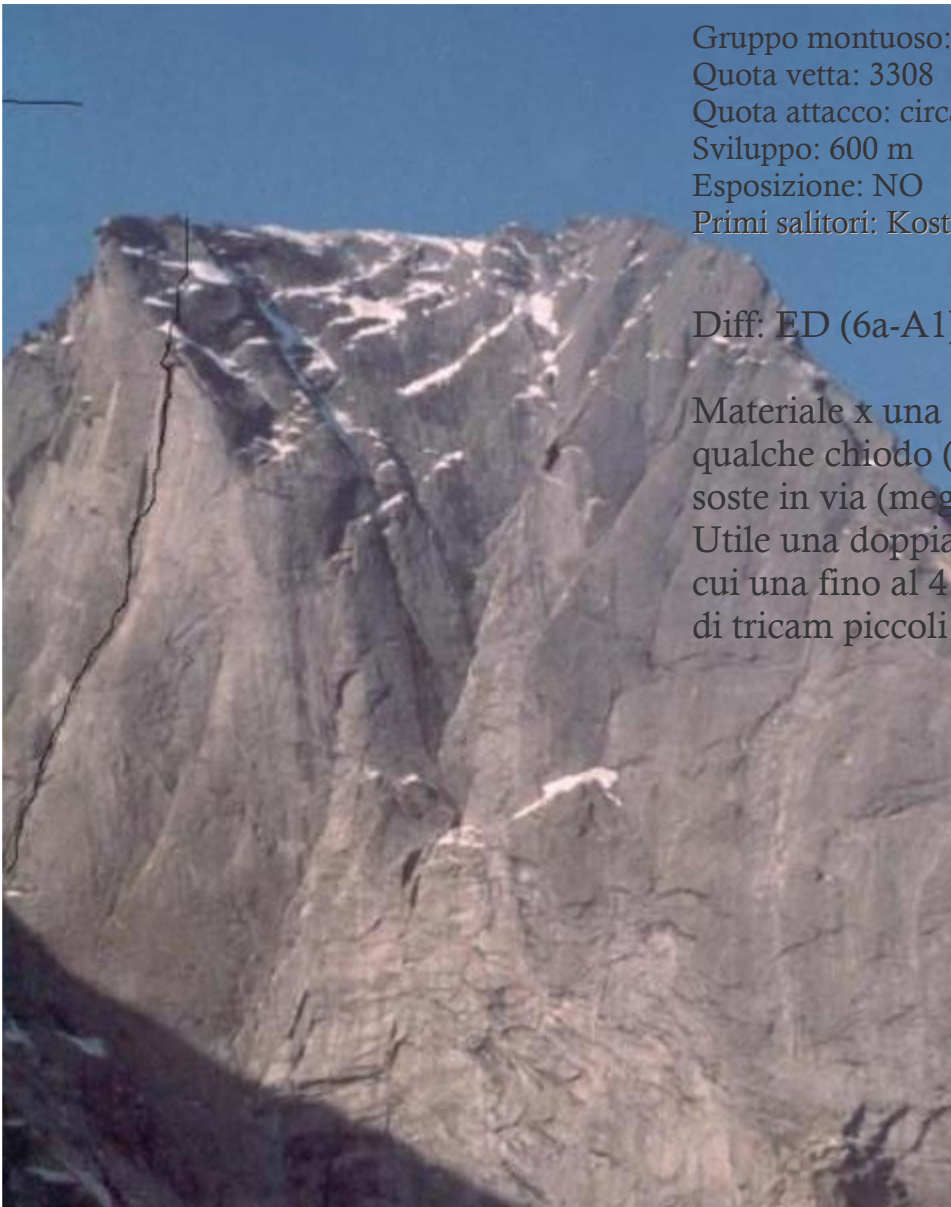 Gruppo montuoso:
Quota vetta: 3308
Quota attacco: circa
Sviluppo: 600 m
Esposizione: NO
Primi salitori: Kost
Diff: ED (6a-A1)
Materiale x una
qualche chiodo (
soste in via (meg
Utile una doppia
cui una fino al 4
di tricam piccoli